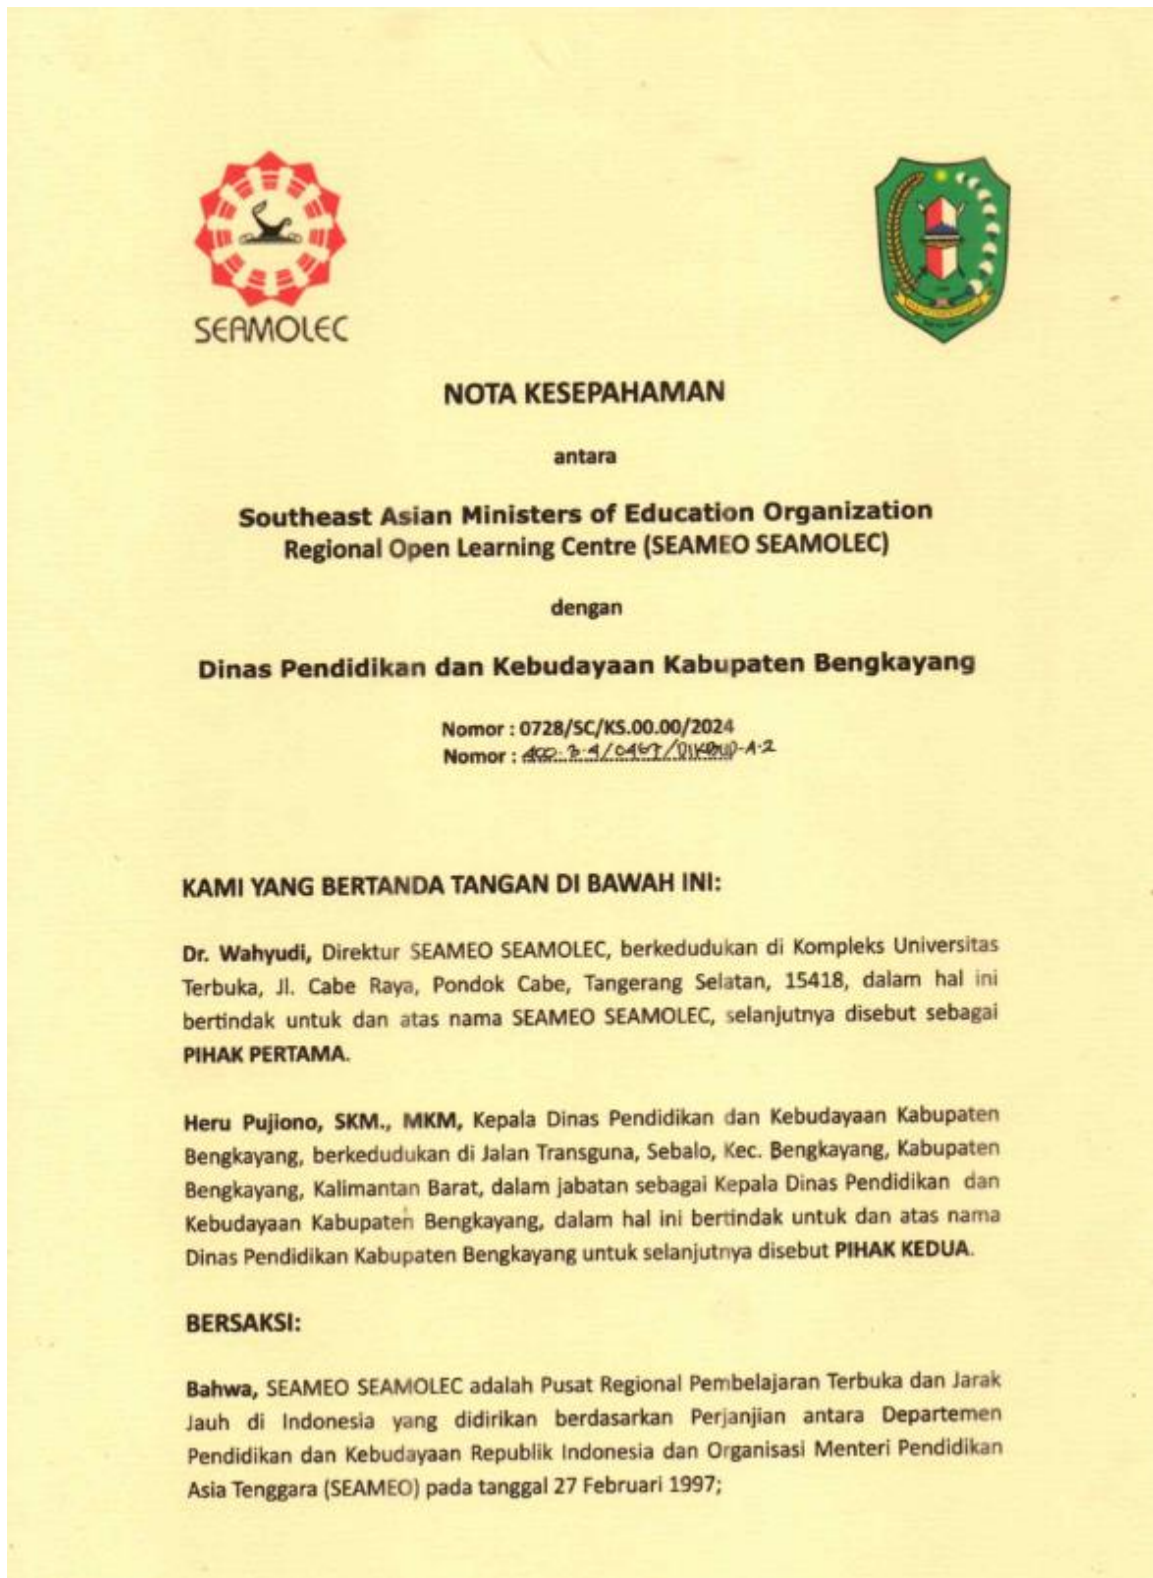 SEAMOLEC
NOTA KESEPAHAMAN
antara
Southeast Asian Ministers of Education Organization
Regional Open Learning Centre (SEAMEO SEAMOLEC)
dengan
Dinas Pendidikan dan Kebudayaan Kabupaten Bengkayang
Nomor : 0728/SC/KS.00.00/2024
Nomor :
KAMI YANG BERTANDA TANGAN DI BAWAH INI:
Dr. Wahyudi, Direktur SEAMEO SEAMOLEC, berkedudukan di Kompleks Universitas
Terbuka, Jl. Cabe Raya, Pondok Cabe, Tangerang Selatan, 15418, dalam hal ini
bertindak untuk dan atas nama SEAMEO SEAMOLEC, selanjutnya disebut sebagai
PIHAK PERTAMA.
Heru Pujiono, SKM., MKM, Kepala Dinas Pendidikan dan Kebudayaan Kabupaten
Bengkayang, berkedudukan di Jalan Transguna, Sebalo, Kec. Bengkayang, Kabupaten
Bengkayang, Kalimantan Barat, dalam jabatan sebagai Kepala Dinas Pendidikan dan
Kebudayaan Kabupaten Bengkayang, dalam hal ini bertindak untuk dan atas nama
Dinas Pendidikan Kabupaten Bengkayang untuk selanjutnya disebut PIHAK KEDUA.
BERSAKSI:
Bahwa, SEAMEO SEAMOLEC adalah Pusat Regional Pembelajaran Terbuka dan Jarak
Jauh di Indonesia yang didirikan berdasarkan Perjanjian antara Departemen
Pendidikan dan Kebudayaan Republik Indonesia dan Organisasi Menteri Pendidikan
Asia Tenggara (SEAMEO) pada tanggal 27 Februari 1997;